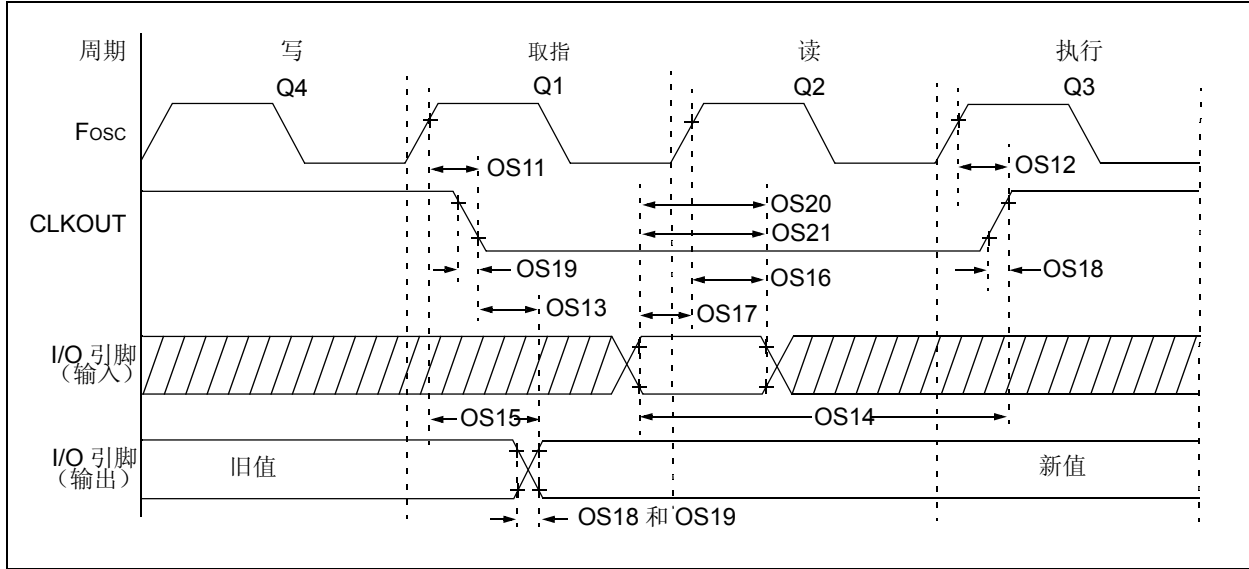 周期 写 取指 读 执行
Q4 Q1 Q2 Q3
Fosc
OS11 OS12
CLKOUT
OS20
OS21
OS19 OS16 OS18
OS13 OS17
I/O 引脚
（输入）
OS15 OS14
I/O 引脚
（输出）
旧值 新值
OS18 和 OS19